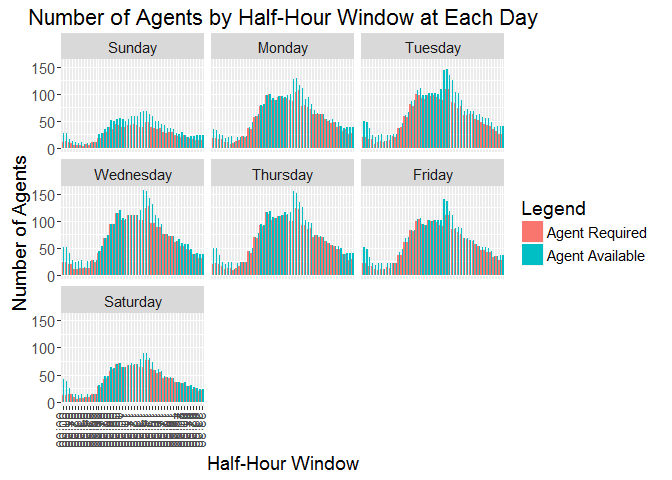 Number of Agents by Half-Hour Window at Each Day
Sunday
Monday
Tuesday
150
100
50
0
Wednesday
Thursday
Friday
150
100
50
0
Saturday
150
100
50
0
Number of Agents
Half-Hour Window
Legend
Agent Required
Agent Available